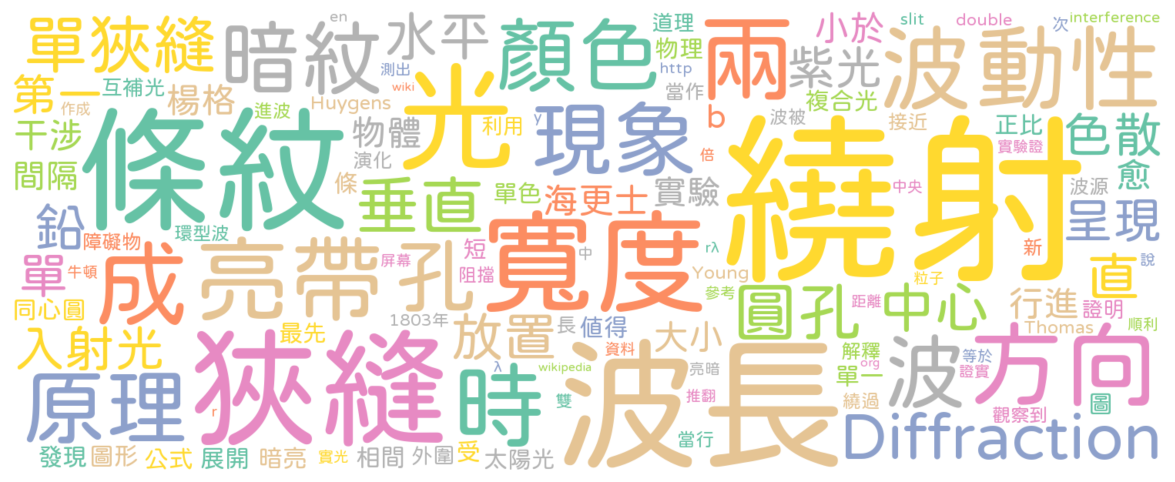 單狹縫 暗紋 水平 顏色 兩 小於 波動性
en 測出 wiki 道理 物理 http 當作 slit double 紫光 複合光 interference 次
第一 互補光 作成 楊格 進波 Huygens 光 利用 y 現象 b 倍 波被 接近 正比 實驗證 色散
干涉 間隔 條紋 物體 演化 條 垂直 單色 海更士 實驗 繞射 中央 愈 波源
鉛 障礙物 環型波 亮帶 屏幕 孔 短 阻擋 寬度 中 rλ Young 參考 粒子 新 呈現 說
單 牛頓 成 同心圓 1803年 放置 長 値得 大小 圓孔 距離 中心 行進 Thomas 證明 直 順利
入射光 最先 狹縫 時 λ wikipedia 資料 亮暗 波長 推翻 解釋 org 單一 繞過 波 等於 證實 方向 觀察到 圖
原理 r 雙 當行 Diffraction
發現 圖形 公式 展開 暗亮 實光 相間 外圍 受 太陽光